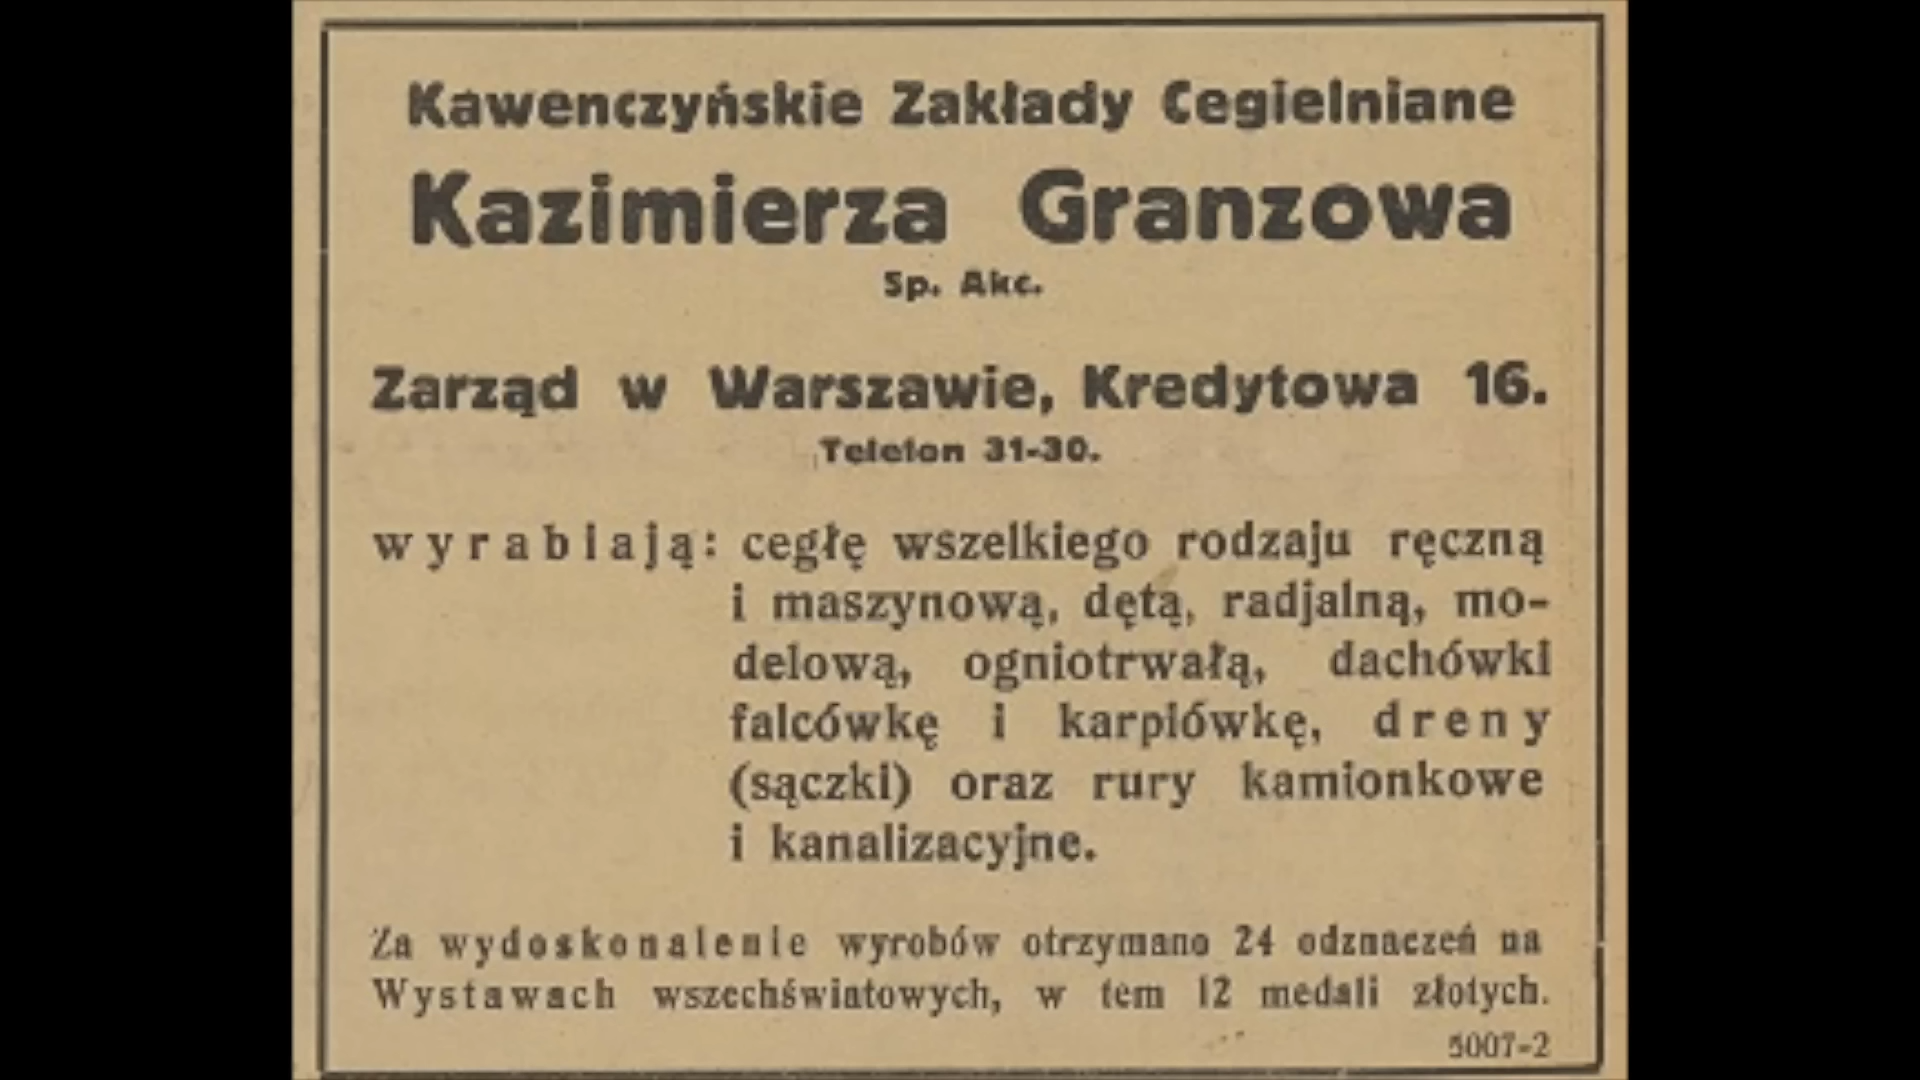 Kawenczyńskie Zakłady Cegielniane
Kazimierza Granzowa
Sp. Akc.
Zarząd w Warszawie, Kredytowa 16.
Telefon 31-30.
wyrabiają: cegłę wszelkiego rodzaju ręczną
i maszynową, dętą, radjalną, mo-
delową, ogniotrwałą, dachówki
falcówkę i karpiówkę, dreny
(sączki) oraz rury kamionkowe
i kanalizacyjne.
Za wydoskonalenie wyrobów otrzymano 24 odznaczeń na
Wystawach wszechświatowych, w tem 12 medali złotych.
5007-2